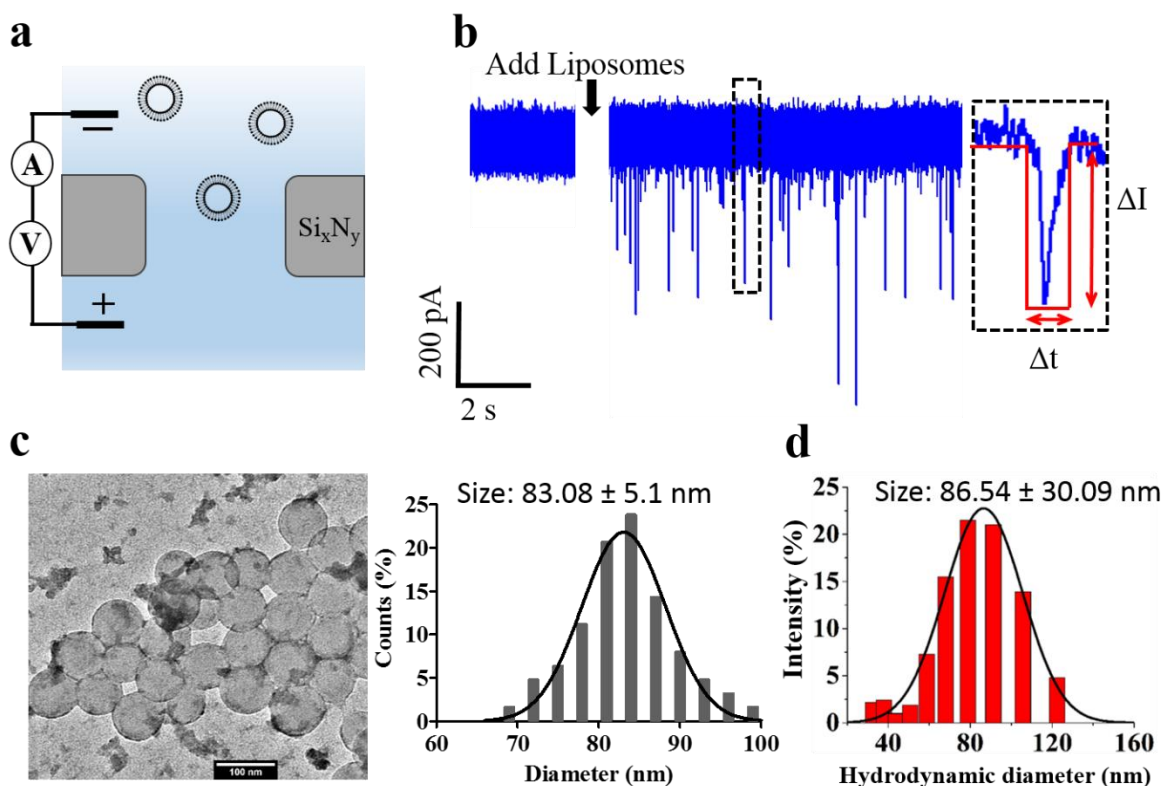 a
A
V
−
+
SixNy
b
Add Liposomes
200 pA
2 s
ΔI
Δt
c
100 nm
Size: 83.08 ± 5.1 nm
Counts (%)
25
20
15
10
5
0
60 70 80 90 100
Diameter (nm)
d
Size: 86.54 ± 30.09 nm
Intensity (%)
25
20
15
10
5
0
40 80 120 160
Hydrodynamic diameter (nm)